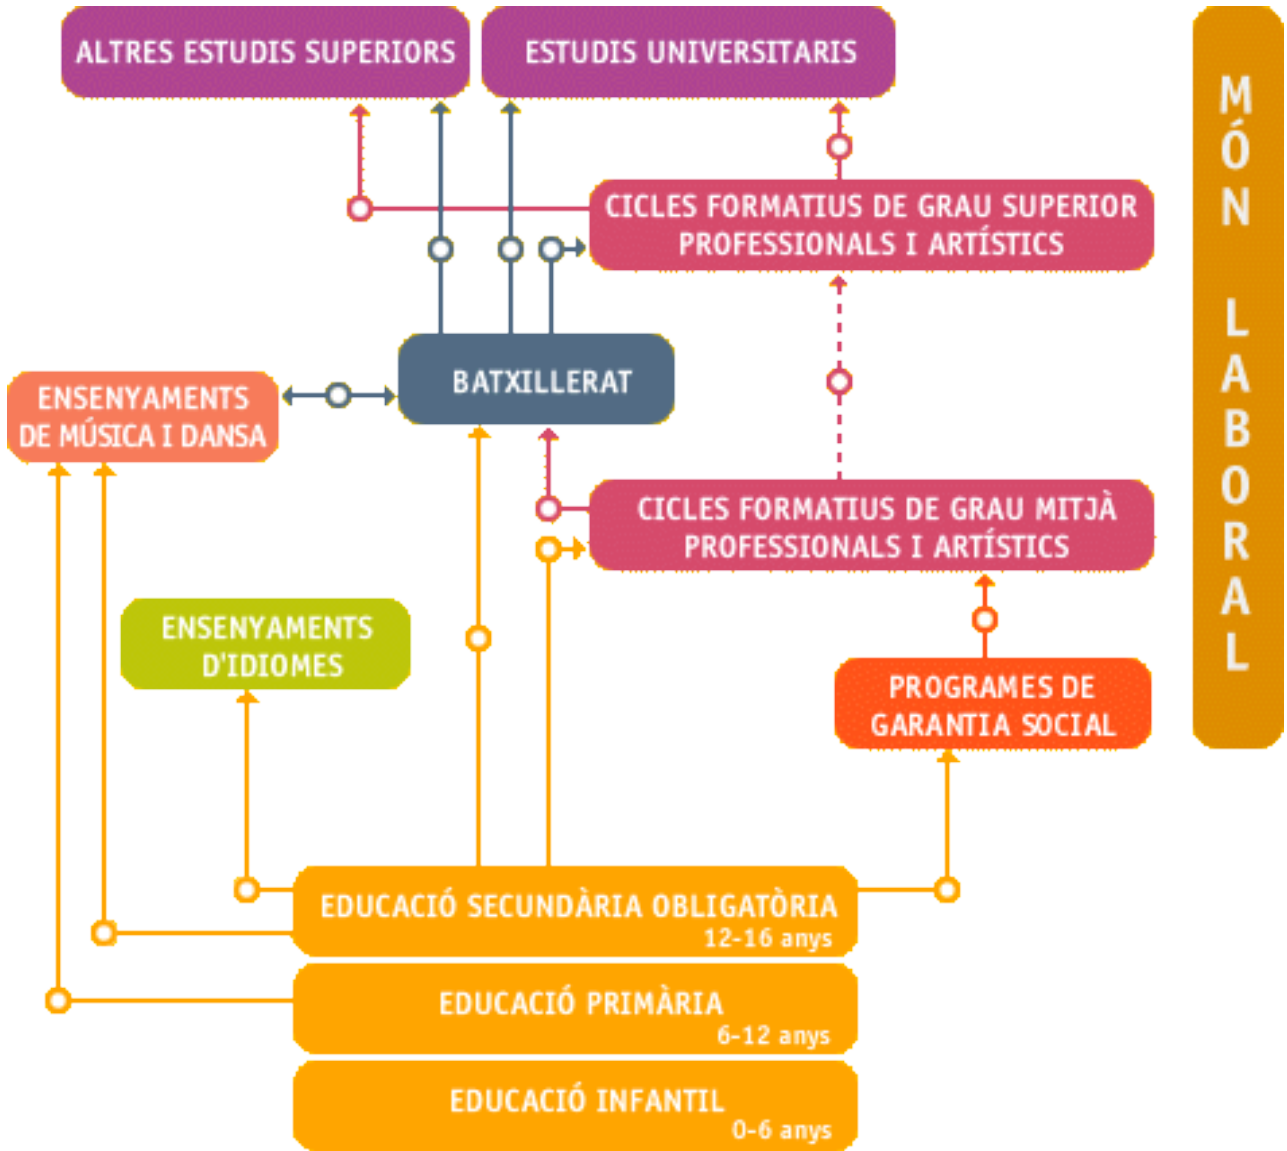 ALTRES ESTUDIS SUPERIORS
ESTUDIS UNIVERSITARIS
CICLES FORMATIUS DE GRAU SUPERIOR
PROFESSIONALS I ARTÍSTICS
BATXILLERAT
ENSENYAMENTS
DE MÚSICA I DANSA
CICLES FORMATIUS DE GRAU MITJÀ
PROFESSIONALS I ARTÍSTICS
ENSENYAMENTS
D'IDIOMES
PROGRAMES DE
GARANTIA SOCIAL
EDUCACIÓ SECUNDÀRIA OBLIGATÒRIA
12-16 anys
EDUCACIÓ PRIMÀRIA
6-12 anys
EDUCACIÓ INFANTIL
0-6 anys
MÓN LABORAL